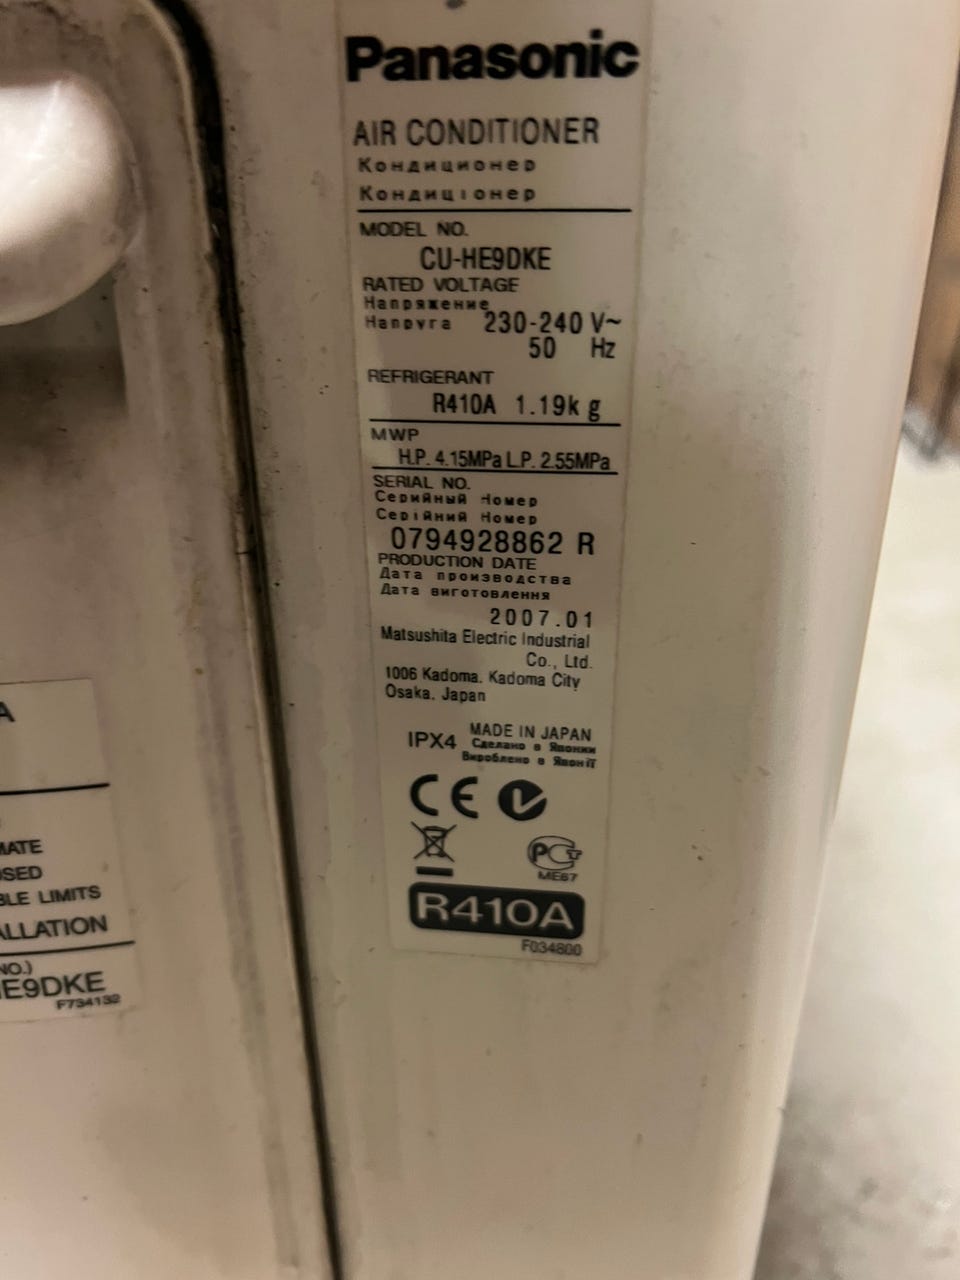 Panasonic
AIR CONDITIONER
Кондиционер
Кондиціонер
MODEL NO.
CU-HE9DKE
RATED VOLTAGE
Напряжение
Напруга 230-240 V~
50 Hz
REFRIGERANT
R410A 1.19kg
MWP
H.P. 4.15MPa L.P. 2.55MPa
SERIAL NO.
Серийный Номер
Серійний Номер
0794928862 R
PRODUCTION DATE
Дата производства
Дата виготовлення
2007.01
Matsushita Electric Industrial
Co., Ltd.
1006 Kadoma, Kadoma City
Osaka, Japan
MADE IN JAPAN
IPX4 Сделано в Японии
Вироблено в Японії
CE
РСТ
ME67
R410A
F034800
A
MATE
OSED
BLE LIMITS
ALLATION
NO.)
HE9DKE
F734132